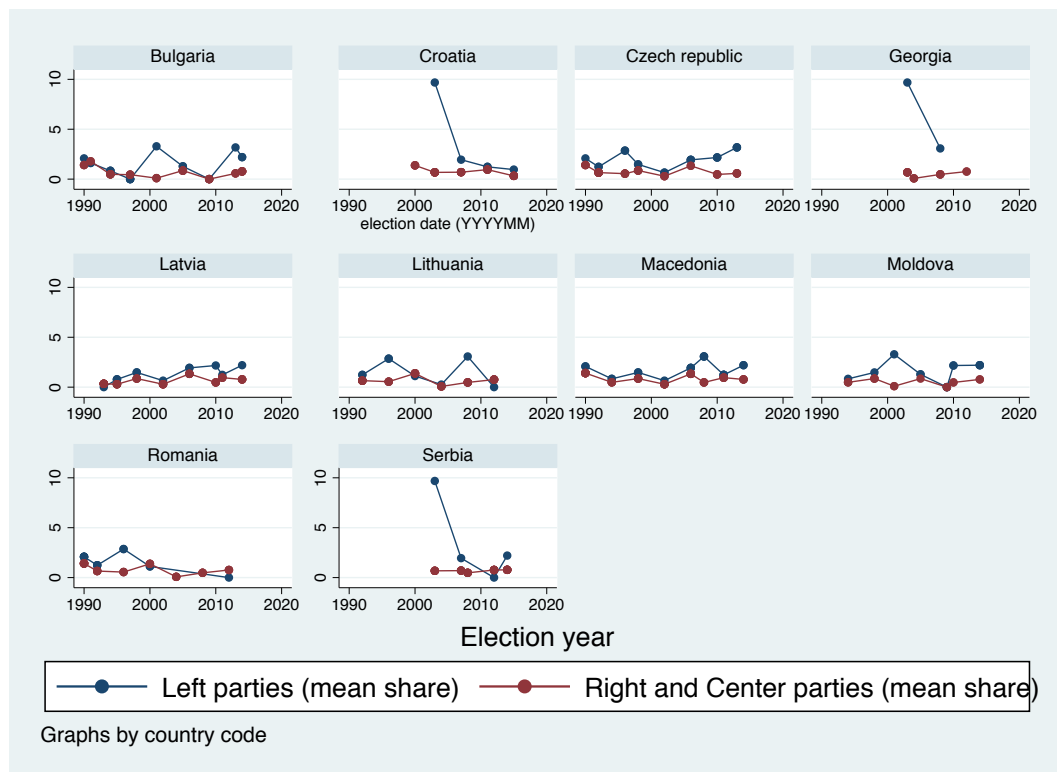 Bulgaria
Croatia
Czech republic
Georgia
10
5
0
1990 2000 2010 2020
1990 2000 2010 2020
1990 2000 2010 2020
1990 2000 2010 2020
election date (YYYYMM)
Latvia
Lithuania
Macedonia
Moldova
10
5
0
1990 2000 2010 2020
1990 2000 2010 2020
1990 2000 2010 2020
1990 2000 2010 2020
Romania
Serbia
10
5
0
1990 2000 2010 2020
1990 2000 2010 2020
Election year
Left parties (mean share)
Right and Center parties (mean share)
Graphs by country code